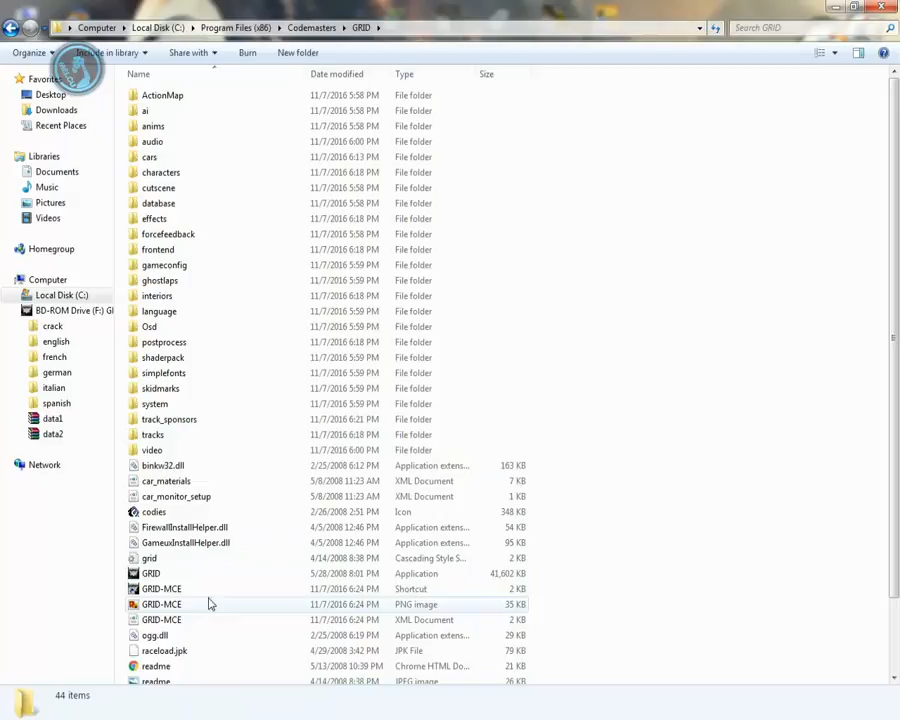 Computer Local Disk (C:) Program Files (x86) Codemasters GRID Search GRID
Organize Include in library Share with Burn New folder
Name Date modified Type Size
Favorites
Desktop
Downloads
Recent Places
Libraries
Documents
Music
Pictures
Videos
Homegroup
Computer
Local Disk (C:)
BD-ROM Drive (F:) G
crack
english
french
german
italian
spanish
data1
data2
Network
ActionMap 11/7/2016 5:58 PM File folder
ai 11/7/2016 5:58 PM File folder
anims 11/7/2016 5:58 PM File folder
audio 11/7/2016 6:00 PM File folder
cars 11/7/2016 6:13 PM File folder
characters 11/7/2016 6:18 PM File folder
cutscene 11/7/2016 5:58 PM File folder
database 11/7/2016 5:58 PM File folder
effects 11/7/2016 6:18 PM File folder
forcefeedback 11/7/2016 5:58 PM File folder
frontend 11/7/2016 6:18 PM File folder
gameconfig 11/7/2016 5:59 PM File folder
ghostlaps 11/7/2016 5:59 PM File folder
interiors 11/7/2016 6:18 PM File folder
language 11/7/2016 5:59 PM File folder
Osd 11/7/2016 5:59 PM File folder
postprocess 11/7/2016 6:18 PM File folder
shaderpack 11/7/2016 5:59 PM File folder
simplefonts 11/7/2016 5:59 PM File folder
skidmarks 11/7/2016 5:59 PM File folder
system 11/7/2016 5:59 PM File folder
track_sponsors 11/7/2016 6:21 PM File folder
tracks 11/7/2016 6:18 PM File folder
video 11/7/2016 6:00 PM File folder
binkw32.dll 2/25/2008 6:12 PM Application extens... 163 KB
car_materials 5/8/2008 11:23 AM XML Document 2 KB
car_monitor_setup 5/8/2008 11:23 AM XML Document 1 KB
codies 2/26/2008 2:51 PM Icon 348 KB
FirewallInstallHelper.dll 4/5/2008 12:46 PM Application extens... 54 KB
GameuxInstallHelper.dll 4/5/2008 12:46 PM Application extens... 95 KB
grid 4/14/2008 8:38 PM Cascading Style S... 2 KB
GRID 5/28/2008 8:01 PM Application 41,602 KB
GRID-MCE 11/7/2016 6:24 PM Shortcut 2 KB
GRID-MCE 11/7/2016 6:24 PM PNG image 35 KB
GRID-MCE 11/7/2016 6:24 PM XML Document 2 KB
ogg.dll 2/25/2008 6:19 PM Application extens... 29 KB
raceload.jpk 4/29/2008 3:42 PM JPK File 79 KB
readme 5/13/2008 10:39 PM Chrome HTML Do... 21 KB
readme 4/14/2008 8:38 PM JPEG image 26 KB
44 items